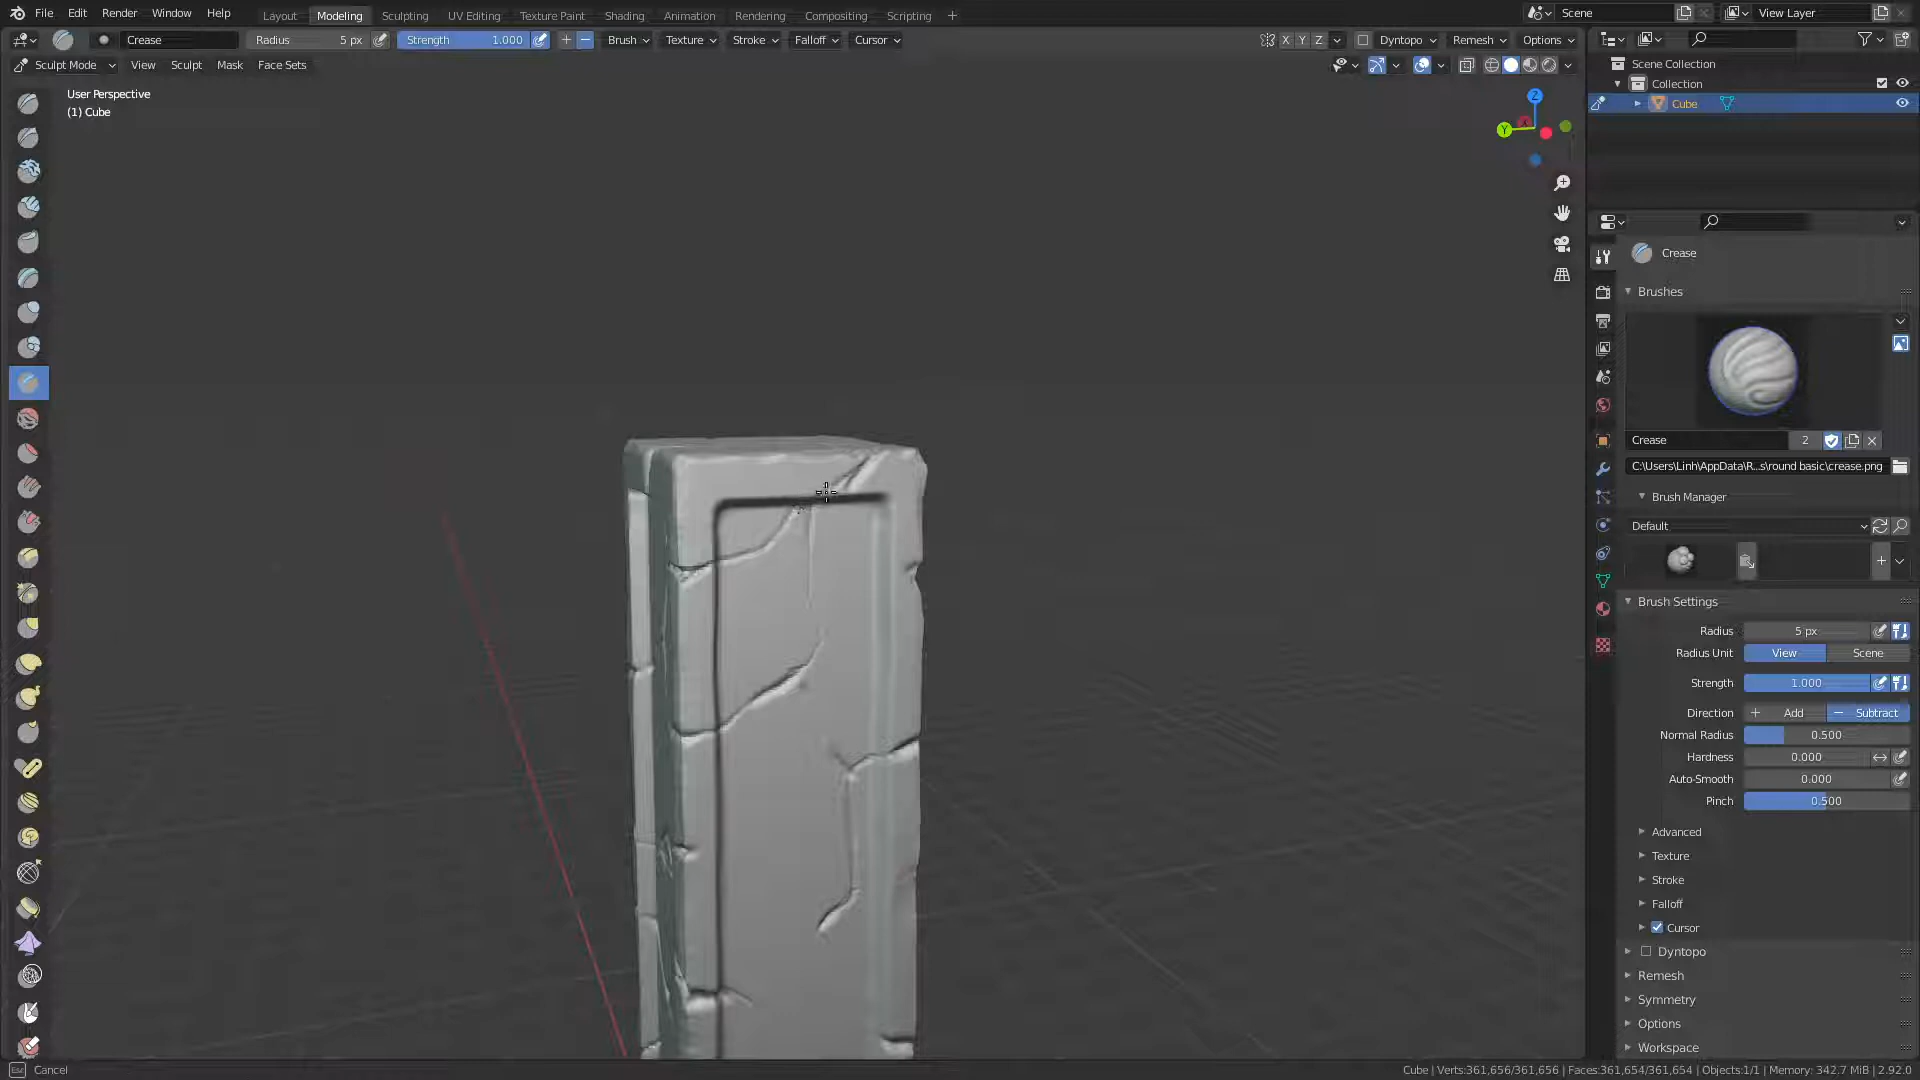 File Edit Render Window Help Layout Modeling Sculpting UV Editing Texture Paint Shading Animation Rendering Compositing Scripting + Scene View Layer
Crease Radius 5 px Strength 1.000 Brush Texture Stroke Falloff Cursor X Y Z Dyntopo Remesh Options
Sculpt Mode View Sculpt Mask Face Sets
User Perspective
(1) Cube
Z
Y
X
Scene Collection
Collection
Cube
Crease
Brushes
Crease 2
C:\Users\Linh\AppData\R...s\round basic\crease.png
Brush Manager
Default
Brush Settings
Radius 5 px
Radius Unit View Scene
Strength 1.000
Direction + Add − Subtract
Normal Radius 0.500
Hardness 0.000
Auto-Smooth 0.000
Pinch 0.500
Advanced
Texture
Stroke
Falloff
Cursor
Dyntopo
Remesh
Symmetry
Options
Workspace
Esc Cancel
Cube | Verts:361,656/361,656 | Faces:361,654/361,654 | Objects:1/1 | Memory: 342.7 MiB | 2.92.0